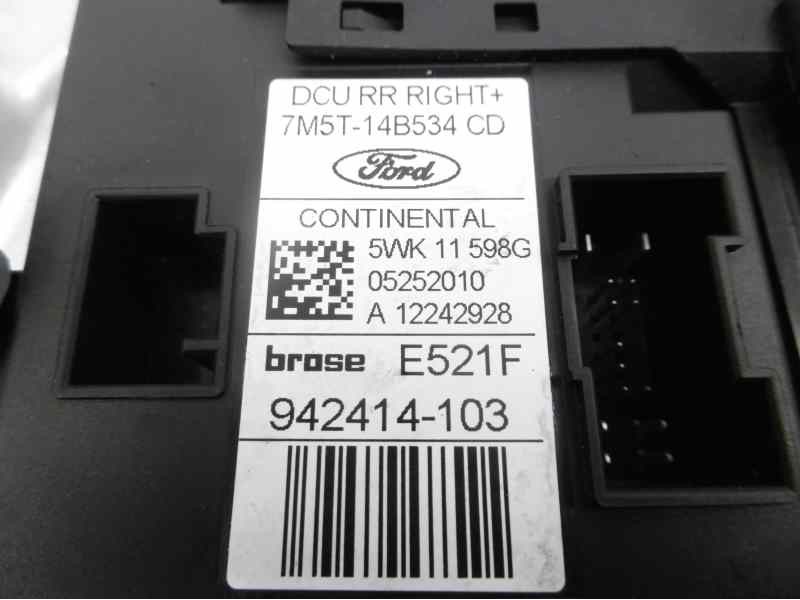 DCU RR RIGHT+
7M5T-14B534 CD
Ford
CONTINENTAL
5WK 11 598G
05252010
A 12242928
brose E521F
942414-103